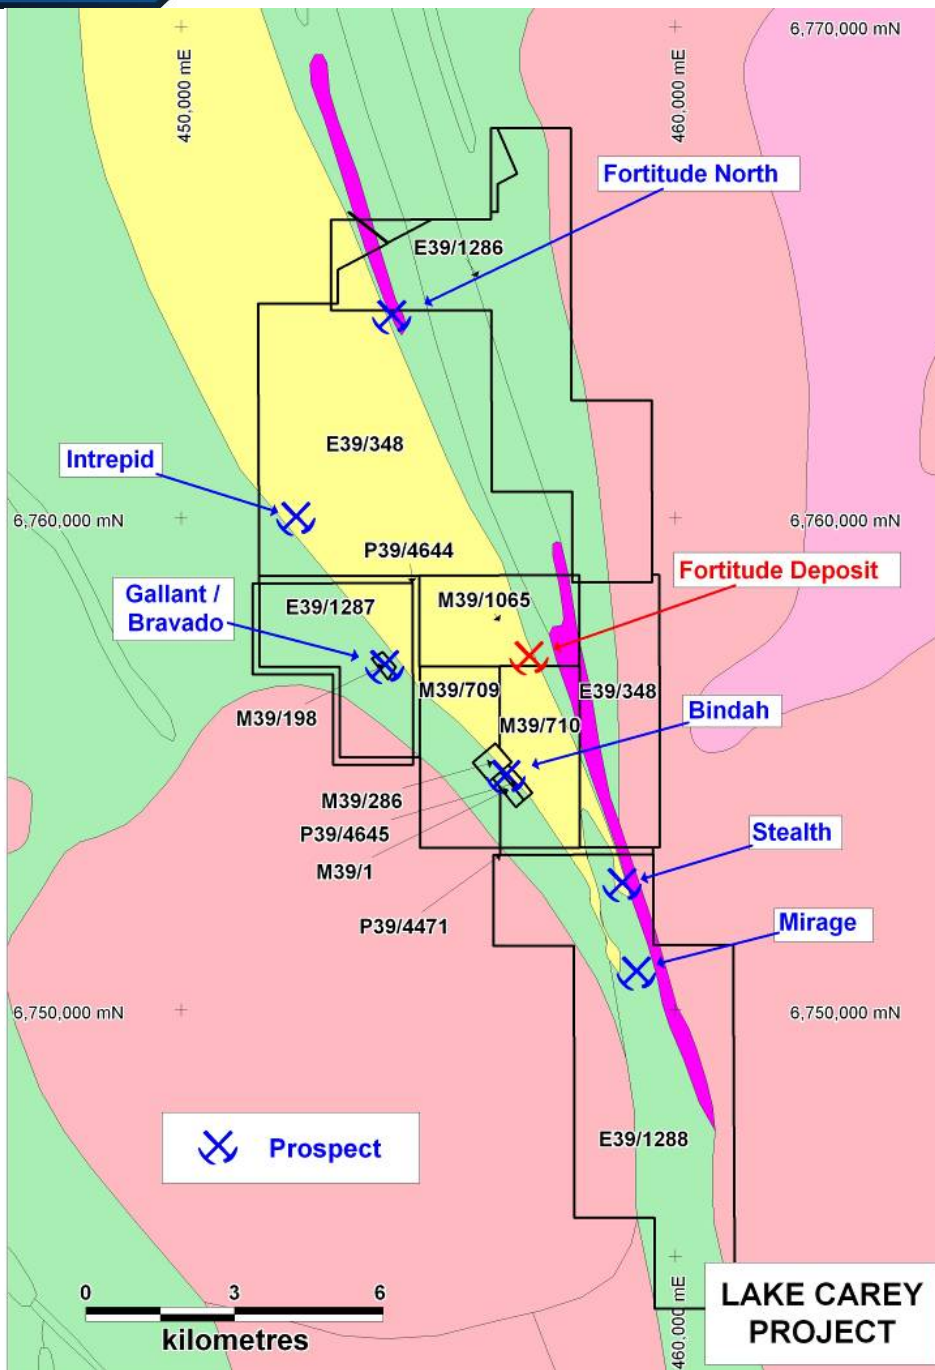 6,770,000 mN
450,000 mE
460,000 mE
Fortitude North
E39/1286
E39/348
Intrepid
6,760,000 mN
6,760,000 mN
P39/4644
Fortitude Deposit
Gallant /
Bravado
E39/1287
M39/1065
M39/709
E39/348
M39/198
M39/710
Bindah
M39/286
P39/4645
M39/1
Stealth
P39/4471
Mirage
6,750,000 mN
6,750,000 mN
Prospect
E39/1288
0 3 6
kilometres
460,000 mE
LAKE CAREY
PROJECT